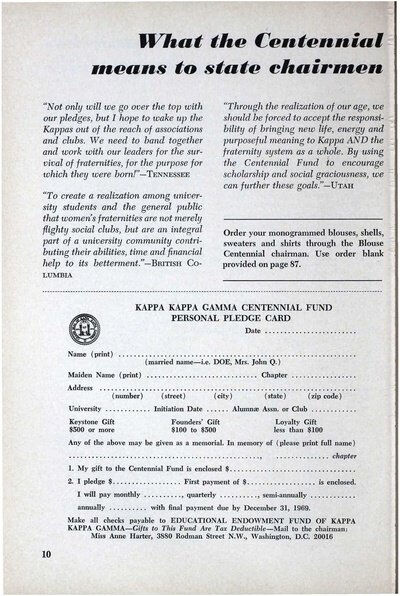 What the Centennial
means to state chairmen
"Not only will we go over the top with
our pledges, but I hope to wake up the
Kappas out of the reach of associations
and clubs. We need to band together
and work with our leaders for the sur-
vival of fraternities, for the purpose for
which they were born!"—TENNESSEE
"To create a realization among univer-
sity students and the general public
that women's fraternities are not merely
flighty social clubs, but are an integral
part of a university community contri-
buting their abilities, time and financial
help to its betterment."—BRITISH CO-
LUMBIA
"Through the realization of our age, we
should be forced to accept the responsi-
bility of bringing new life, energy and
purposeful meaning to Kappa AND the
fraternity system as a whole. By using
the Centennial Fund to encourage
scholarship and social graciousness, we
can further these goals."—UTAH
Order your monogrammed blouses, shells,
sweaters and shirts through the Blouse
Centennial chairman. Use order blank
provided on page 87.
KAPPA KAPPA GAMMA CENTENNIAL FUND
PERSONAL PLEDGE CARD
Date ........................
Name (print) ........................
(married name—i.e. DOE, Mrs. John Q.)
Maiden Name (print) ........................ Chapter ................
Address ........................
(number) (street) (city) (state) (zip code)
University ............ Initiation Date ...... Alumnæ Assn. or Club ............
Keystone Gift Founders' Gift Loyalty Gift
$500 or more $100 to $500 less than $100
Any of the above may be given as a memorial. In memory of (please print full name)
........................, ................ chapter
1. My gift to the Centennial Fund is enclosed $........................
2. I pledge $................ First payment of $................ is enclosed.
I will pay monthly .........., quarterly .........., semi-annually ..........
annually .......... with final payment due by December 31, 1969.
Make all checks payable to EDUCATIONAL ENDOWMENT FUND OF KAPPA
KAPPA GAMMA—Gifts to This Fund Are Tax Deductible—Mail to the chairman:
Miss Anne Harter, 3880 Rodman Street N.W., Washington, D.C. 20016
10